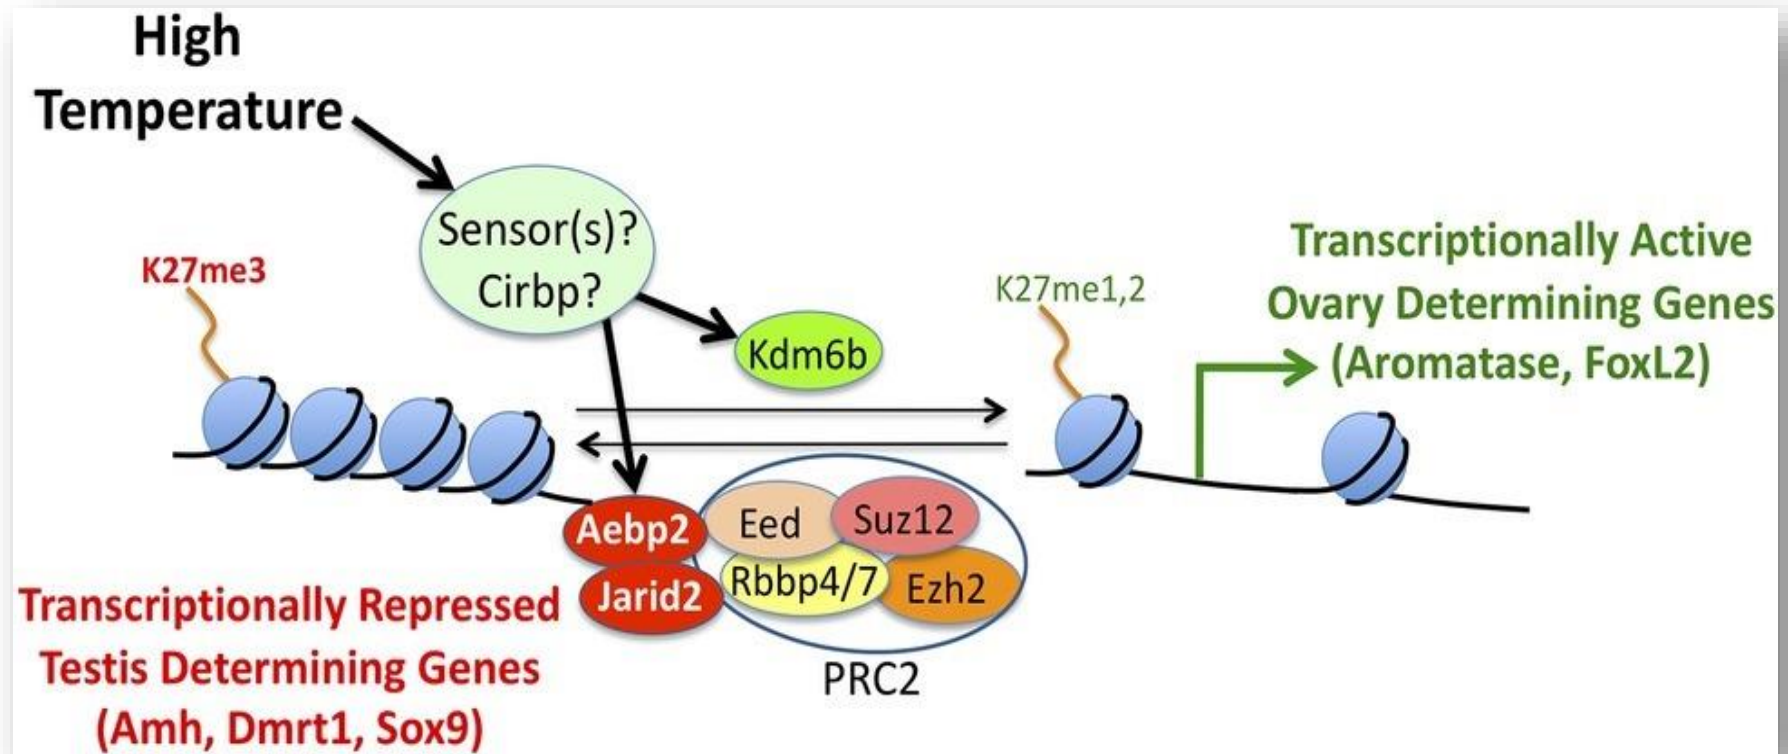 High
Temperature
Sensor(s)?
Cirbp?
K27me3
Kdm6b
K27me1,2
Transcriptionally Active
Ovary Determining Genes
(Aromatase, FoxL2)
Aebp2
Jarid2
Eed
Suz12
Rbbp4/7
Ezh2
PRC2
Transcriptionally Repressed
Testis Determining Genes
(Amh, Dmrt1, Sox9)